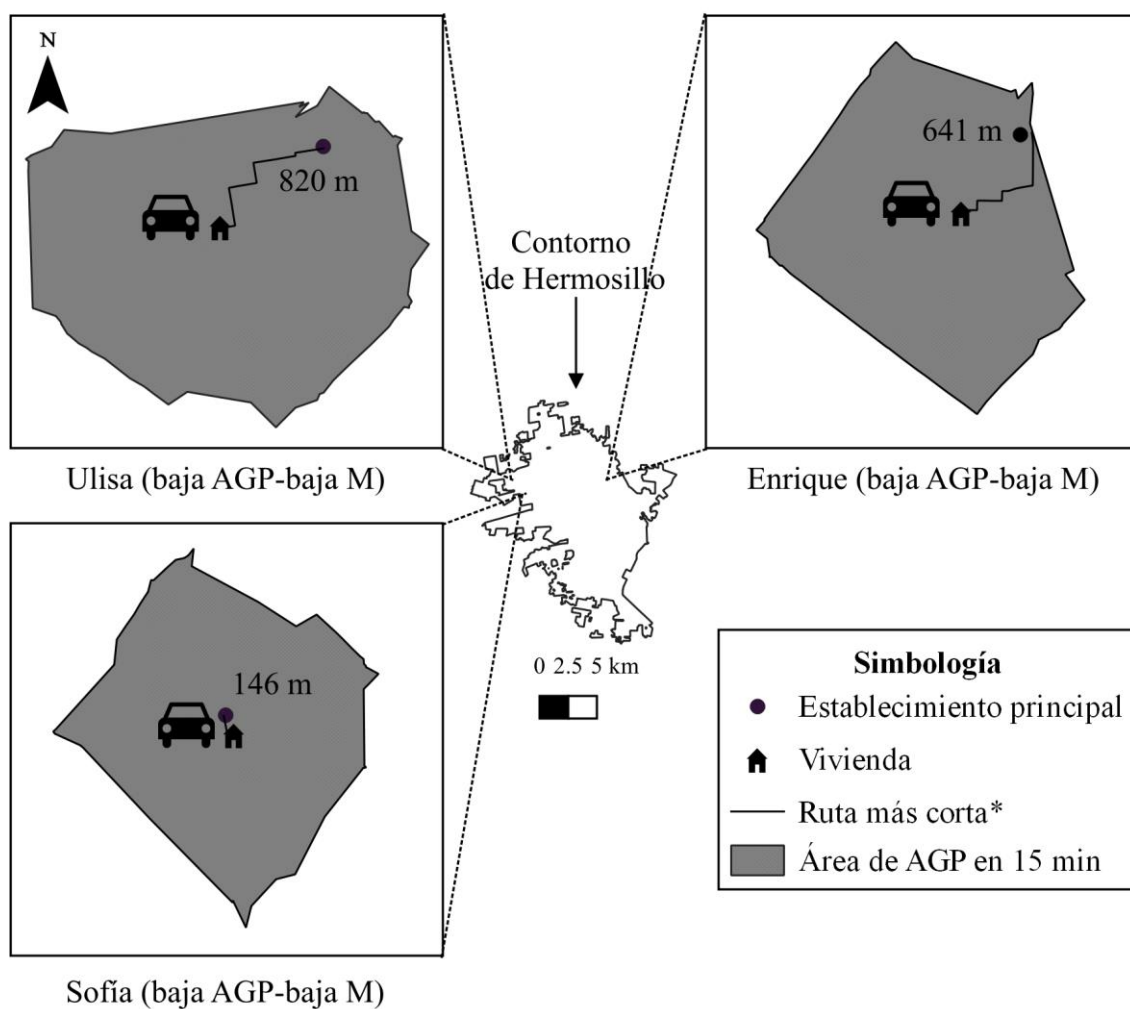 N
820 m
Ulisa (baja AGP-baja M)
641 m
Enrique (baja AGP-baja M)
Contorno
de Hermosillo
0 2.5 5 km
146 m
Sofía (baja AGP-baja M)
Simbología
Establecimiento principal
Vivienda
Ruta más corta*
Área de AGP en 15 min